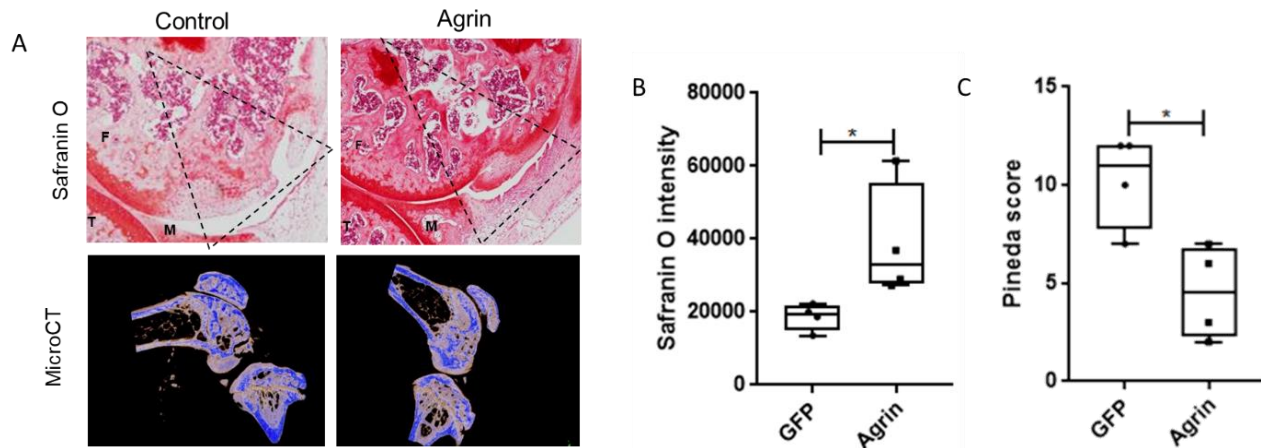 Control
Agrin
A
Safranin O
F
T
M
F
T
M
MicroCT
B
Safranin O intensity
80000
60000
40000
20000
0
*
GFP
Agrin
C
Pineda score
15
10
5
0
*
GFP
Agrin